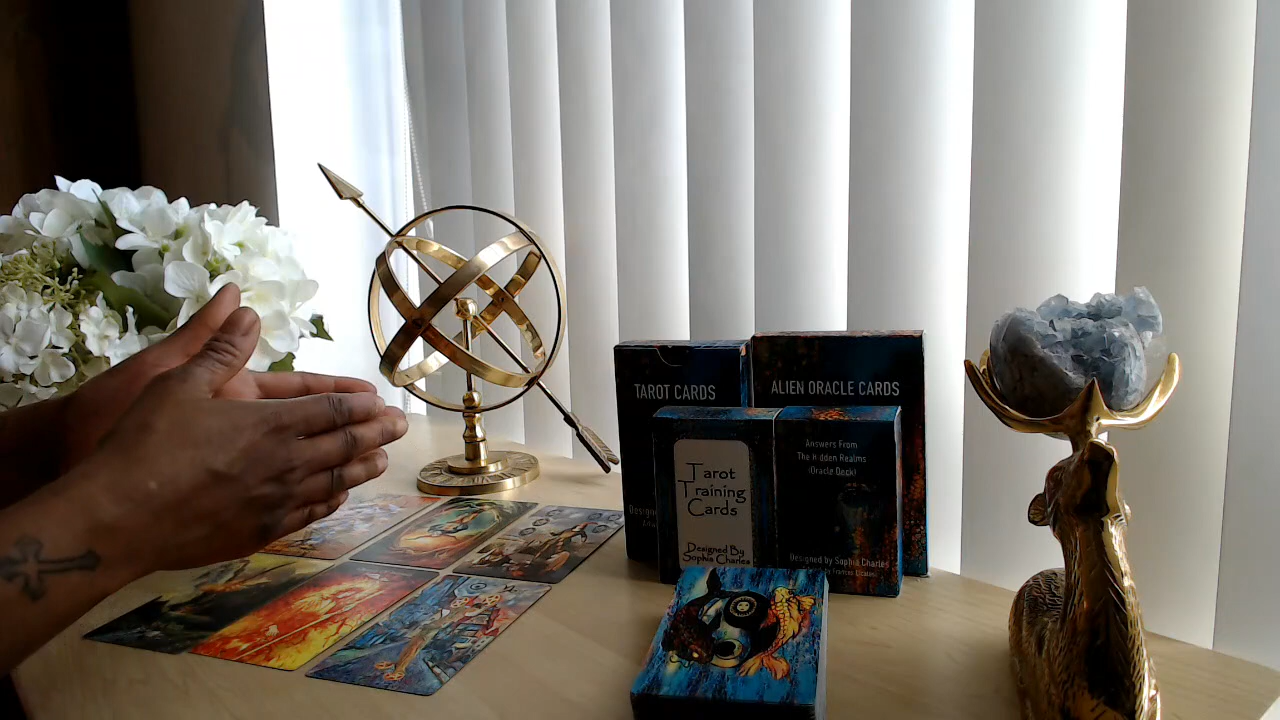 TAROT CARDS
ALIEN ORACLE CARDS
Tarot
Training
Cards
Designed By
Sophia Charles
Answers From
The Hidden Realms
(Oracle Deck)
Designed by Sophia Charles